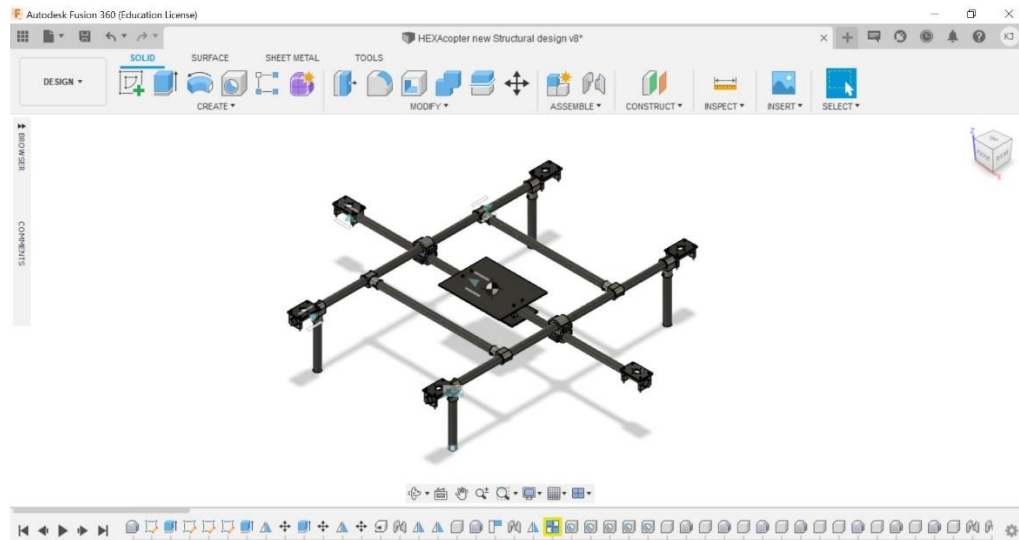 Autodesk Fusion 360 (Education License)
HEXAcopter new Structural design v8*
KJ
SOLID SURFACE SHEET METAL TOOLS
DESIGN
CREATE MODIFY ASSEMBLE CONSTRUCT INSPECT INSERT SELECT
BROWSER
COMMENTS
Z
X